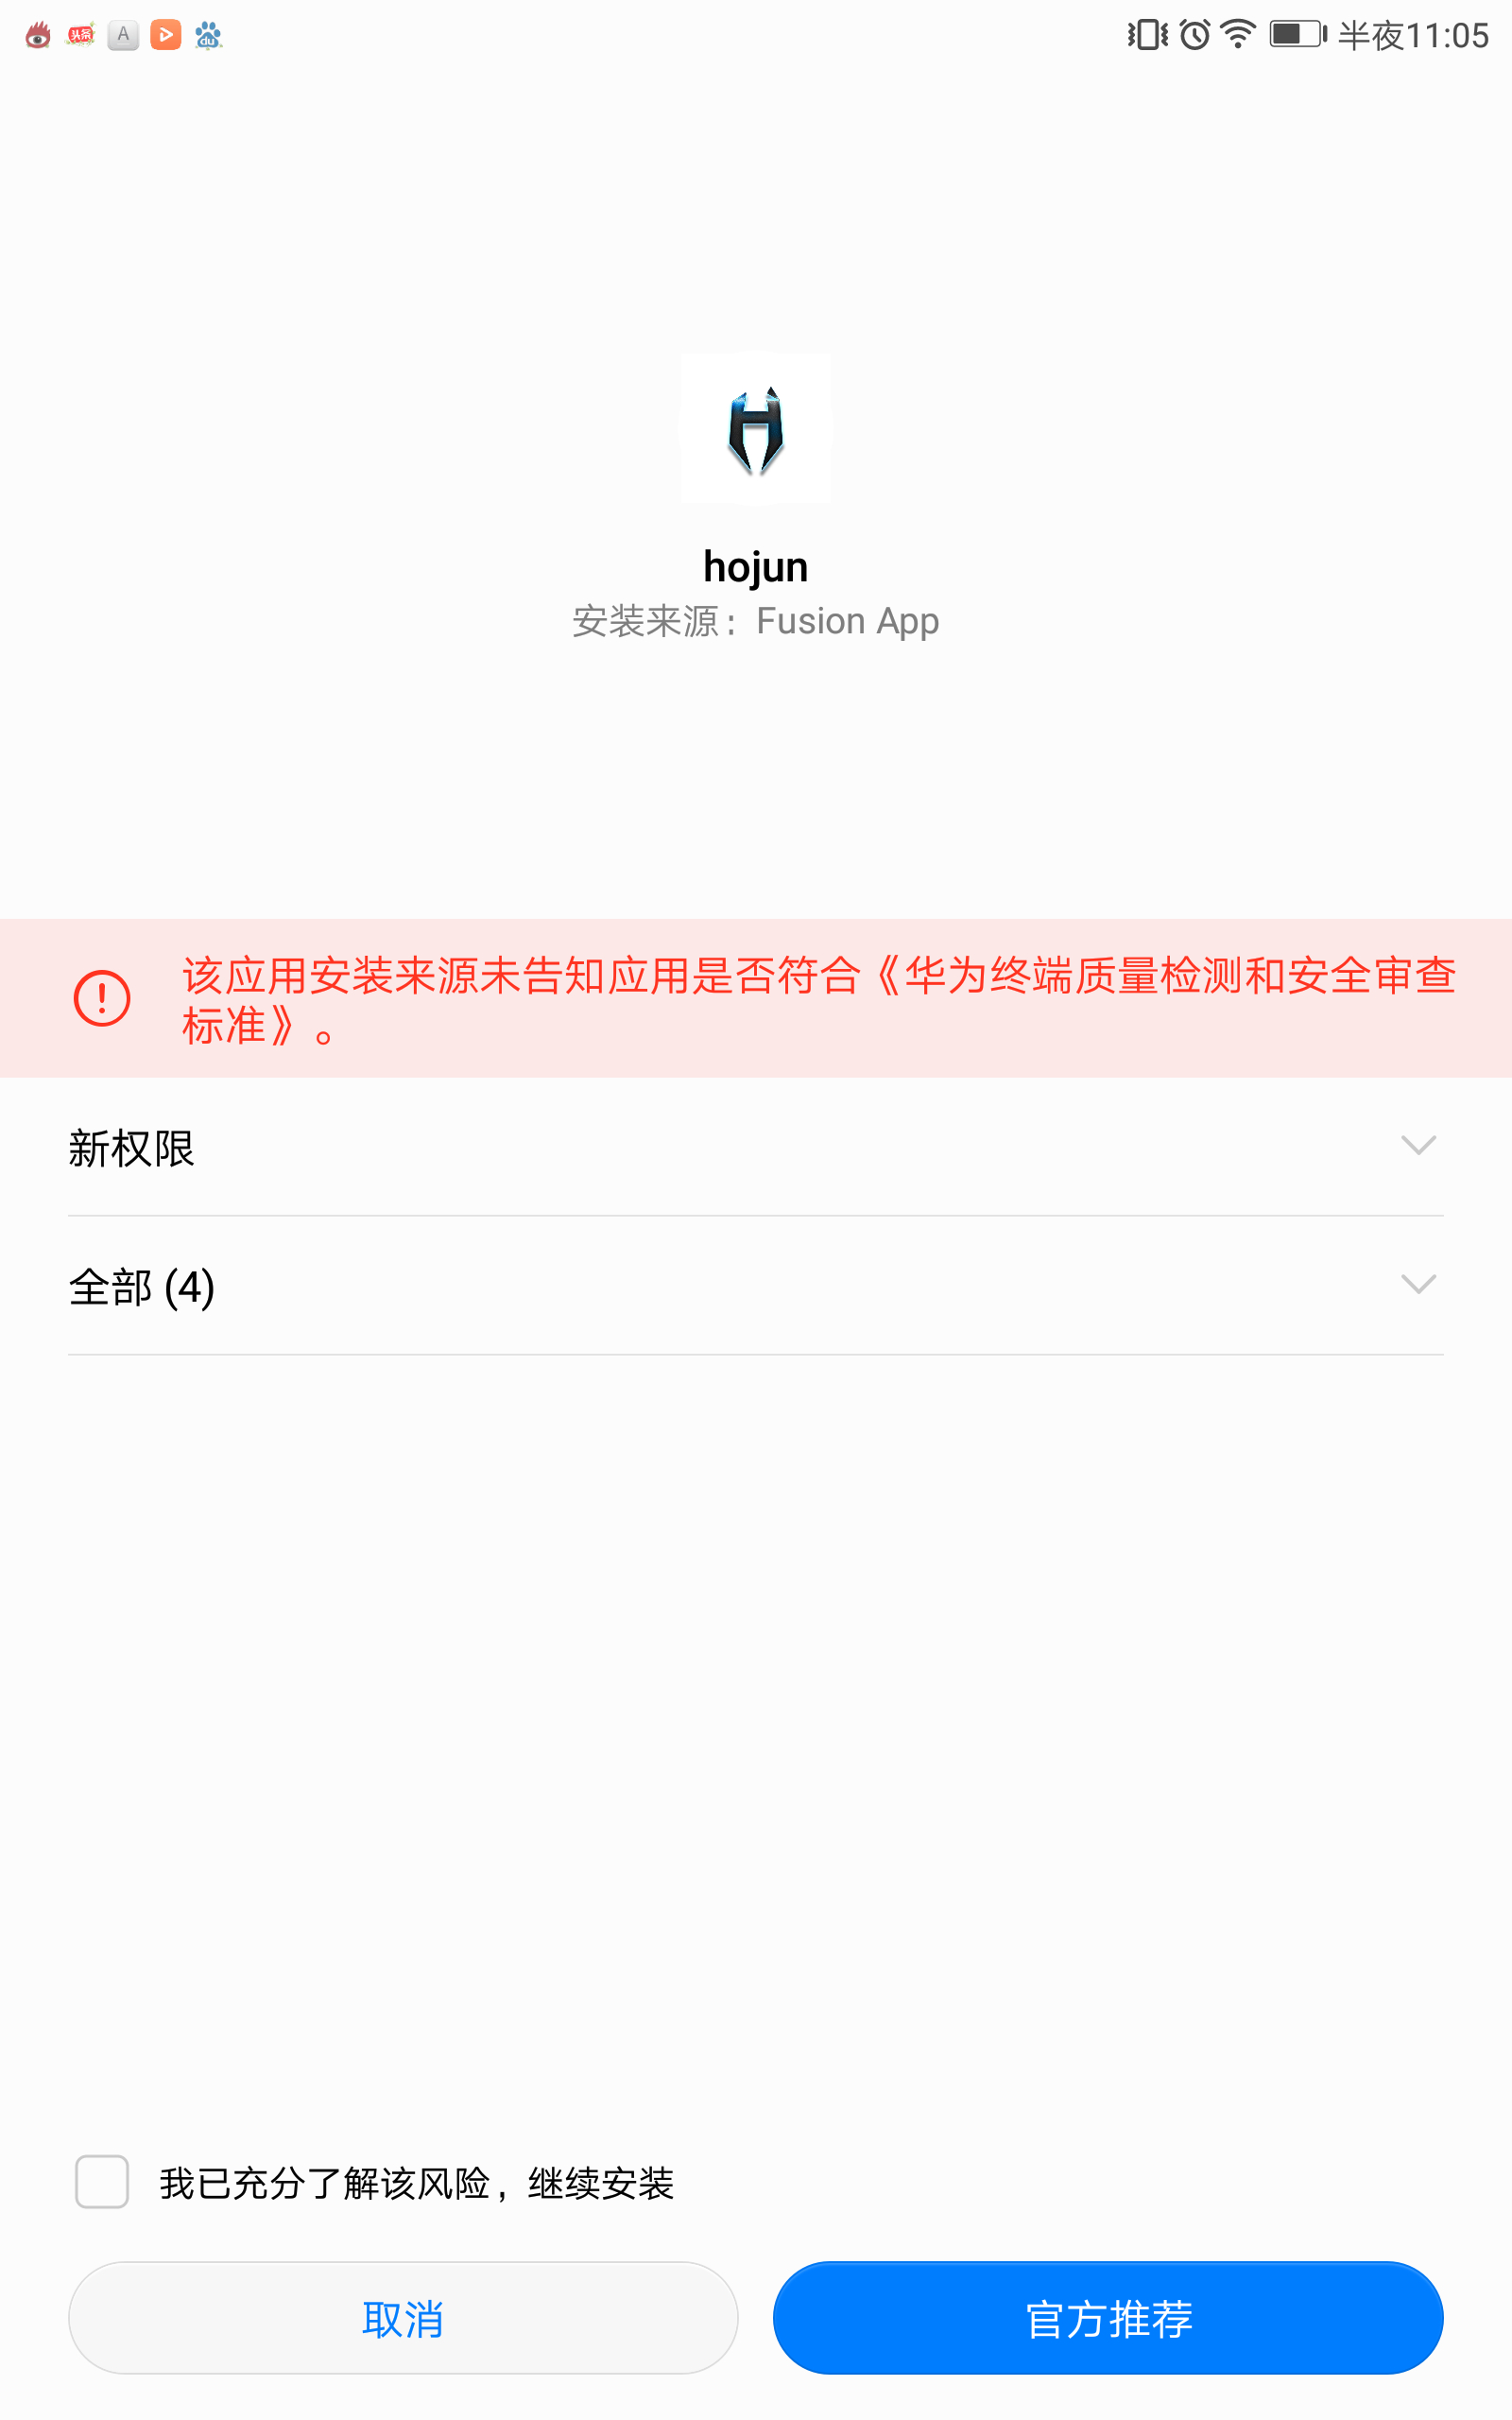 半夜11:05
头条
A
du
H
hojun
安装来源：Fusion App
该应用安装来源未告知应用是否符合《华为终端质量检测和安全审查
标准》。
新权限
全部 (4)
我已充分了解该风险，继续安装
取消
官方推荐